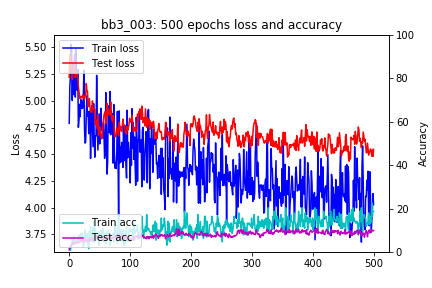 bb3_003: 500 epochs loss and accuracy
Train loss
Test loss
Train acc
Test acc
Loss
5.50
5.25
5.00
4.75
4.50
4.25
4.00
3.75
Accuracy
100
80
60
40
20
0
0
100
200
300
400
500